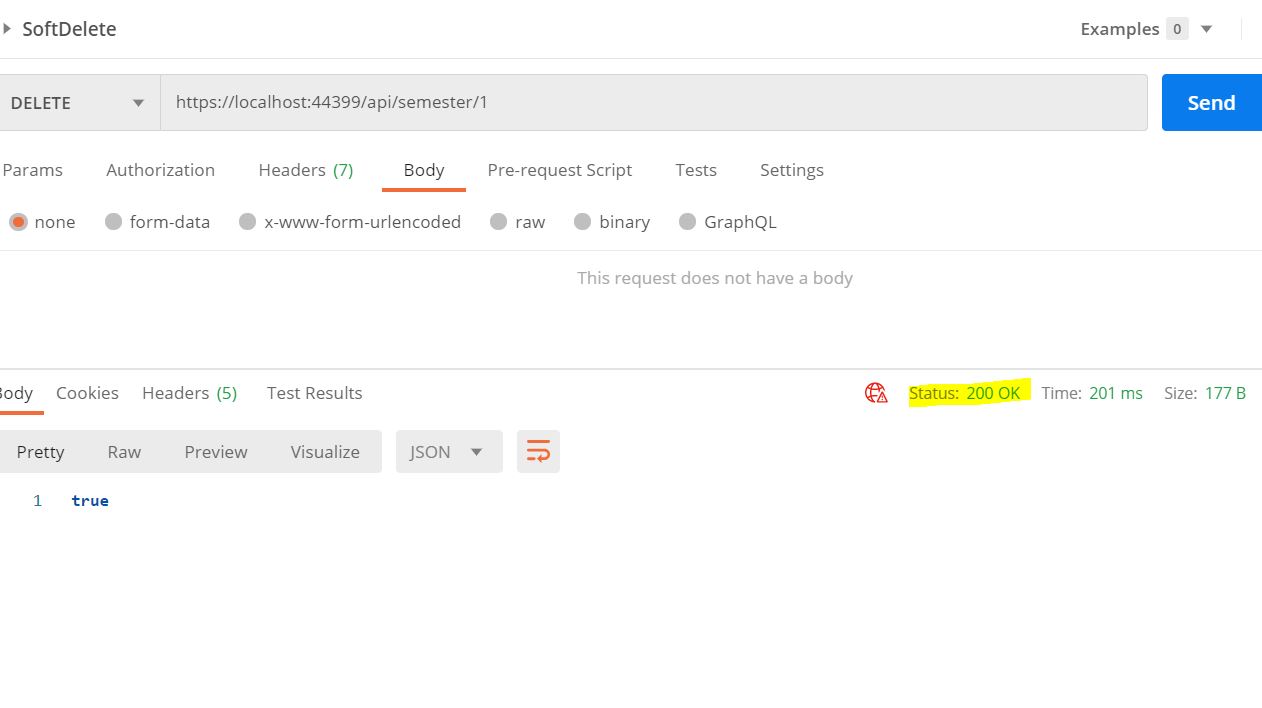 SoftDelete Examples 0
DELETE https://localhost:44399/api/semester/1 Send
Params Authorization Headers (7) Body Pre-request Script Tests Settings
none form-data x-www-form-urlencoded raw binary GraphQL
This request does not have a body
Body Cookies Headers (5) Test Results Status: 200 OK Time: 201 ms Size: 177 B
Pretty Raw Preview Visualize JSON
1 true